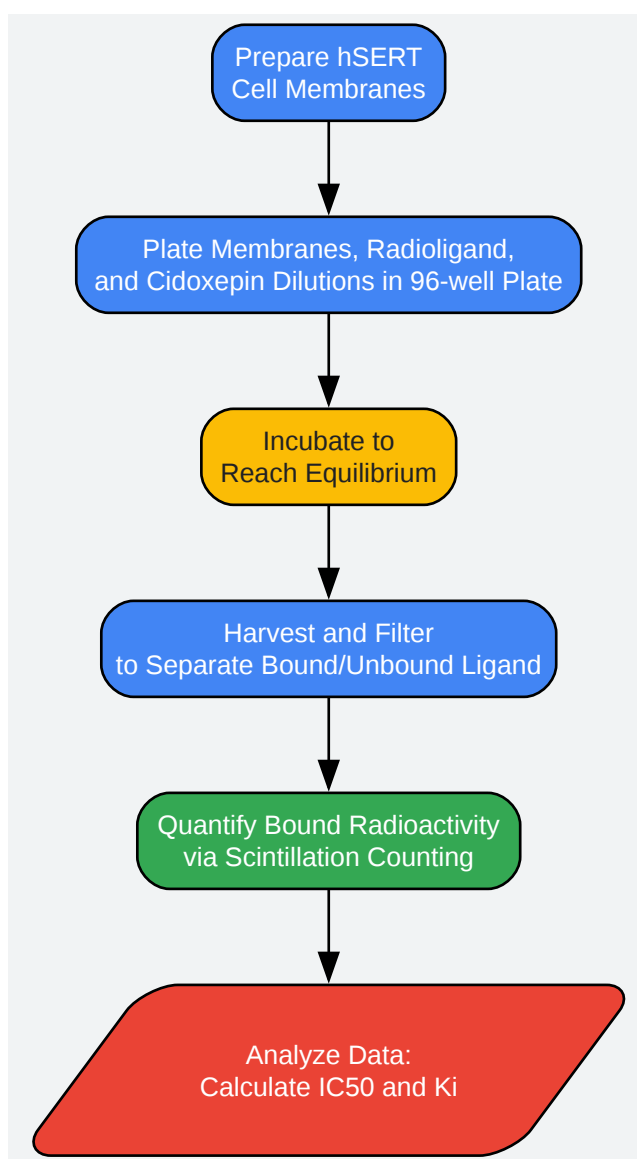 Prepare hSERT
Cell Membranes
Plate Membranes, Radioligand,
and Cidoxepin Dilutions in 96-well Plate
Incubate to
Reach Equilibrium
Harvest and Filter
to Separate Bound/Unbound Ligand
Quantify Bound Radioactivity
via Scintillation Counting
Analyze Data:
Calculate IC50 and Ki